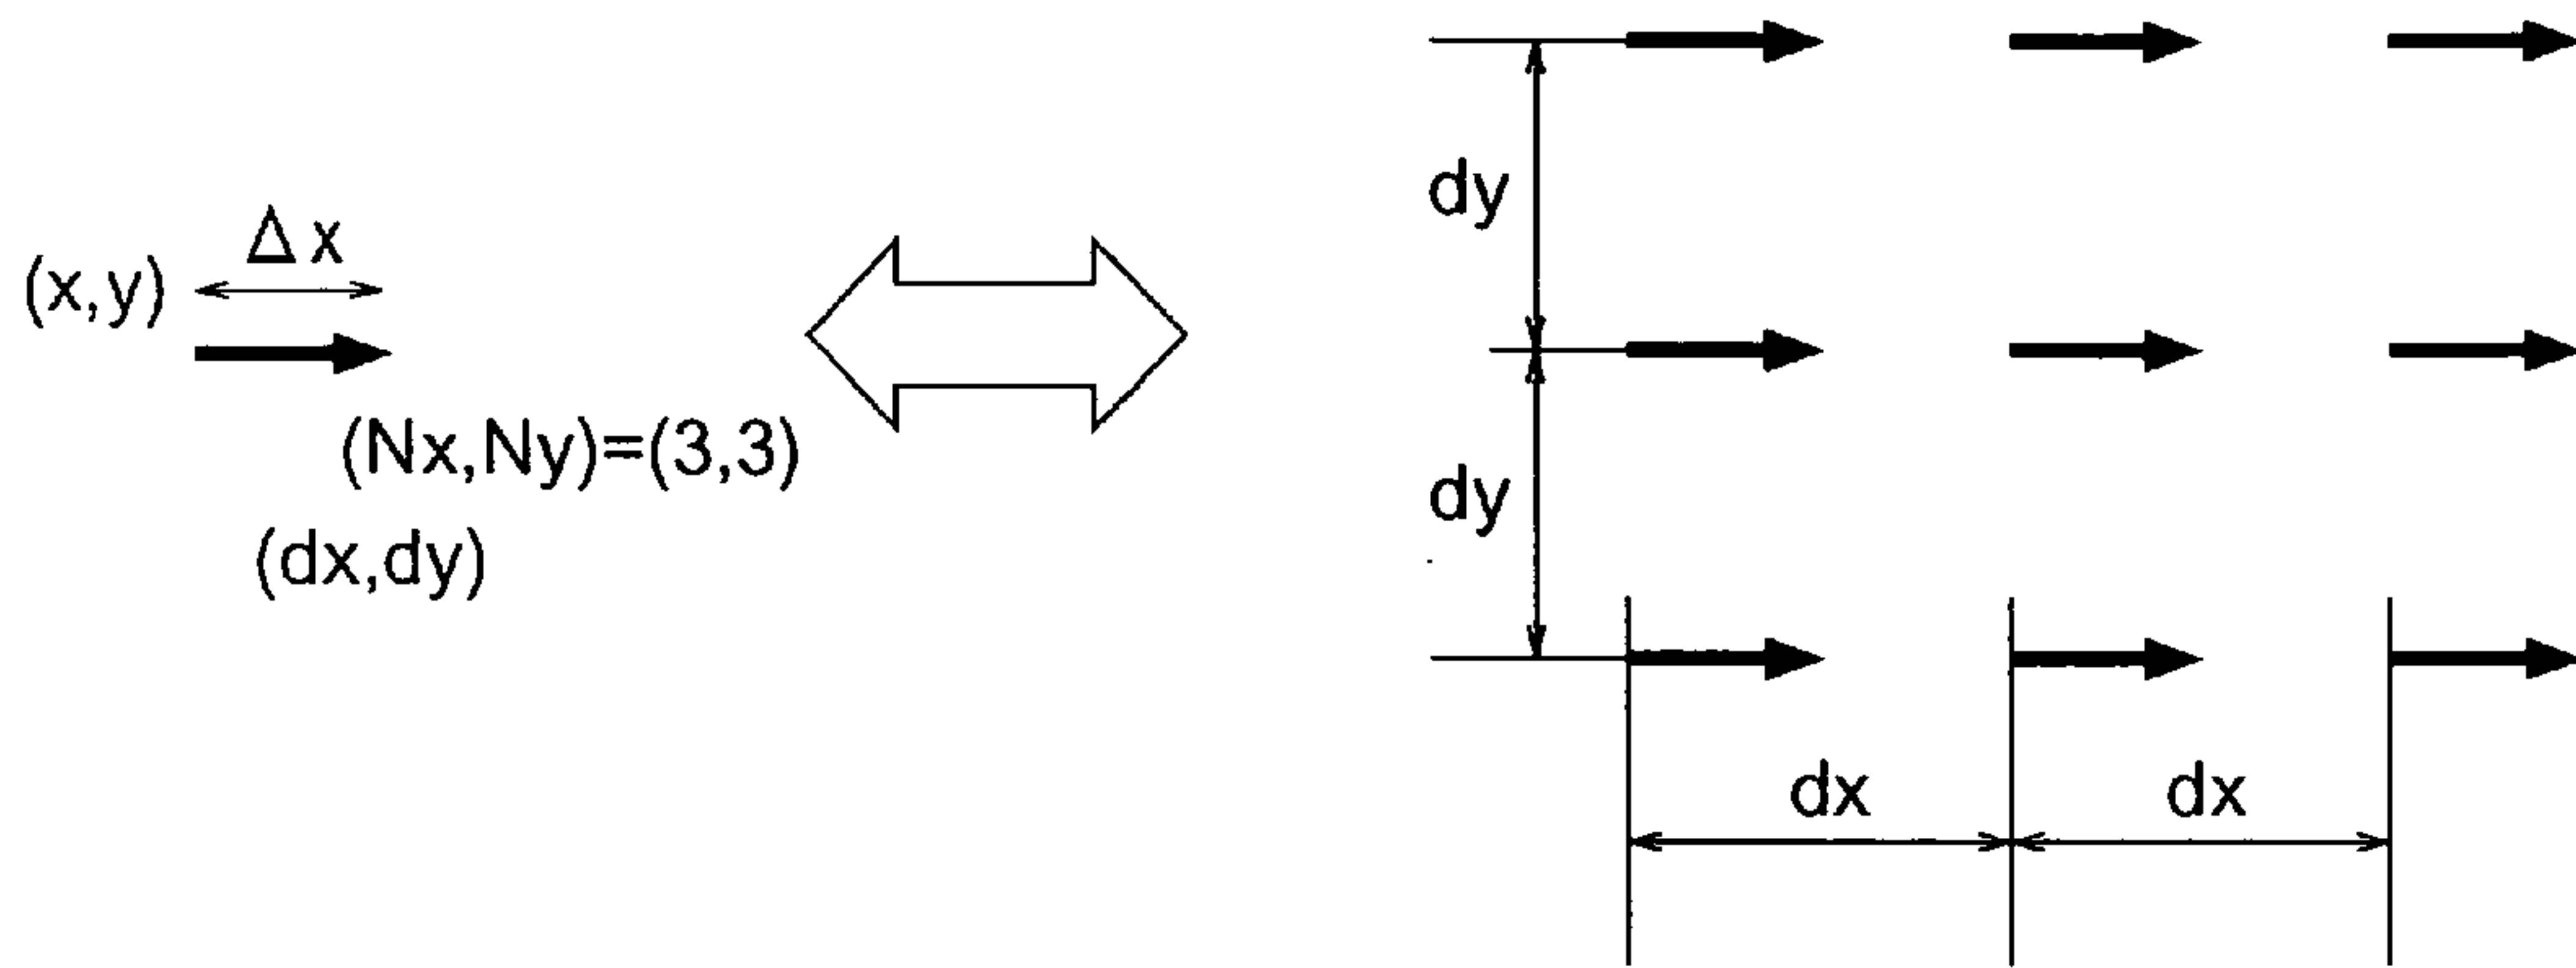 Δx
(x,y)
(Nx,Ny)=(3,3)
(dx,dy)
dy
dy
dx
dx